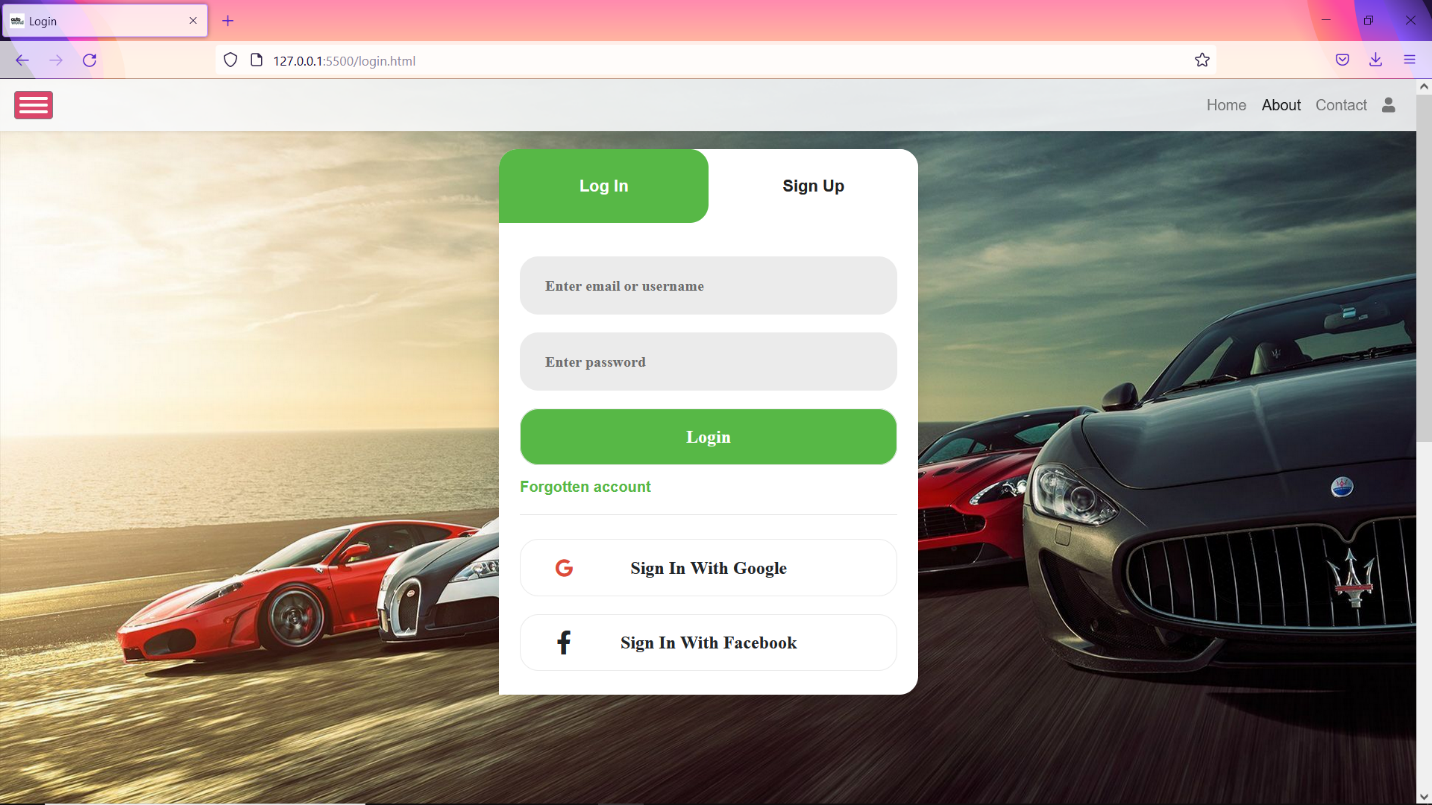 Login
127.0.0.1:5500/login.html
Home About Contact
Log In Sign Up
Enter email or username
Enter password
Login
Forgotten account
Sign In With Google
Sign In With Facebook